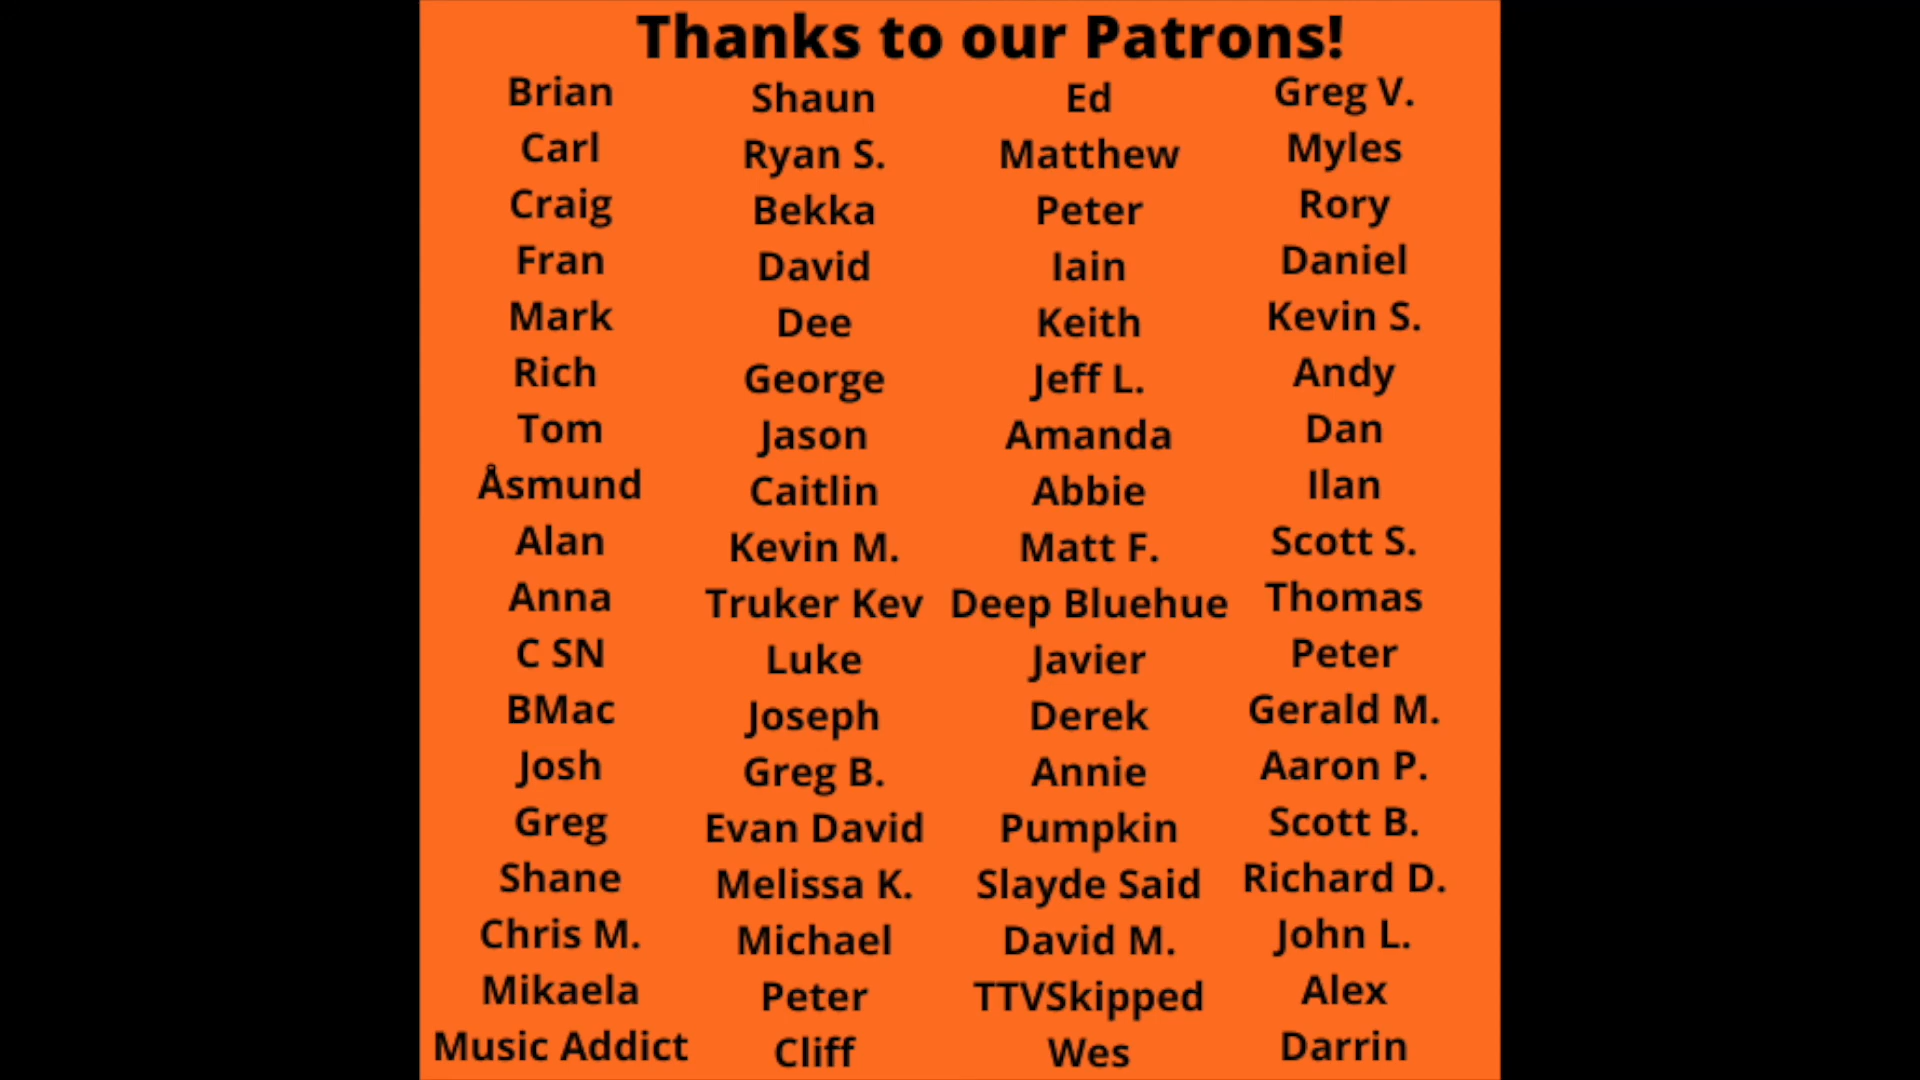 Thanks to our Patrons!
Brian
Carl
Craig
Fran
Mark
Rich
Tom
Åsmund
Alan
Anna
C SN
BMac
Josh
Greg
Shane
Chris M.
Mikaela
Music Addict
Shaun
Ryan S.
Bekka
David
Dee
George
Jason
Caitlin
Kevin M.
Truker Kev
Luke
Joseph
Greg B.
Evan David
Melissa K.
Michael
Peter
Cliff
Ed
Matthew
Peter
Iain
Keith
Jeff L.
Amanda
Abbie
Matt F.
Deep Bluehue
Javier
Derek
Annie
Pumpkin
Slayde Said
David M.
TTVSkipped
Wes
Greg V.
Myles
Rory
Daniel
Kevin S.
Andy
Dan
Ilan
Scott S.
Thomas
Peter
Gerald M.
Aaron P.
Scott B.
Richard D.
John L.
Alex
Darrin